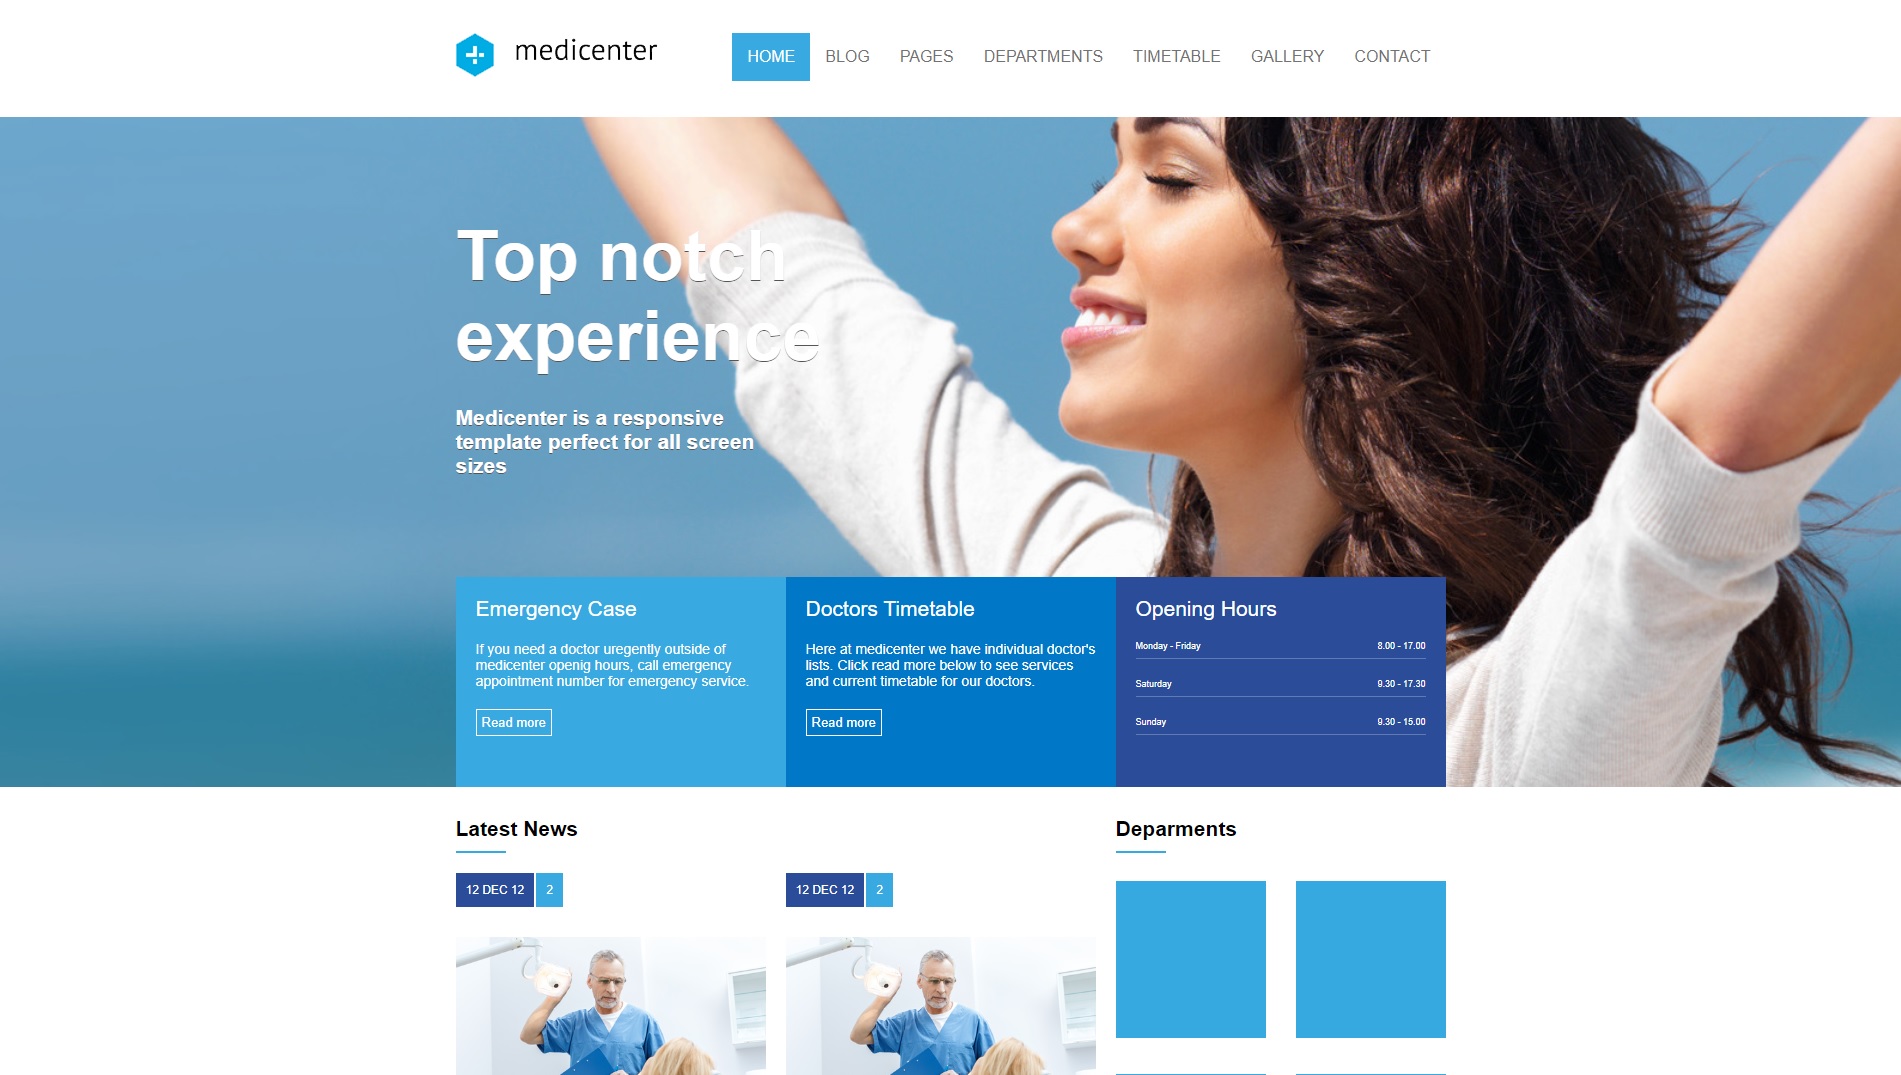 medicenter
HOME BLOG PAGES DEPARTMENTS TIMETABLE GALLERY CONTACT
Top notch
experience
Medicenter is a responsive
template perfect for all screen
sizes
Emergency Case
If you need a doctor uregently outside of
medicenter openig hours, call emergency
appointment number for emergency service.
Read more
Doctors Timetable
Here at medicenter we have individual doctor's
lists. Click read more below to see services
and current timetable for our doctors.
Read more
Opening Hours
Monday - Friday 8.00 - 17.00
Saturday 9.30 - 17.30
Sunday 9.30 - 15.00
Latest News
12 DEC 12 2
12 DEC 12 2
Deparments